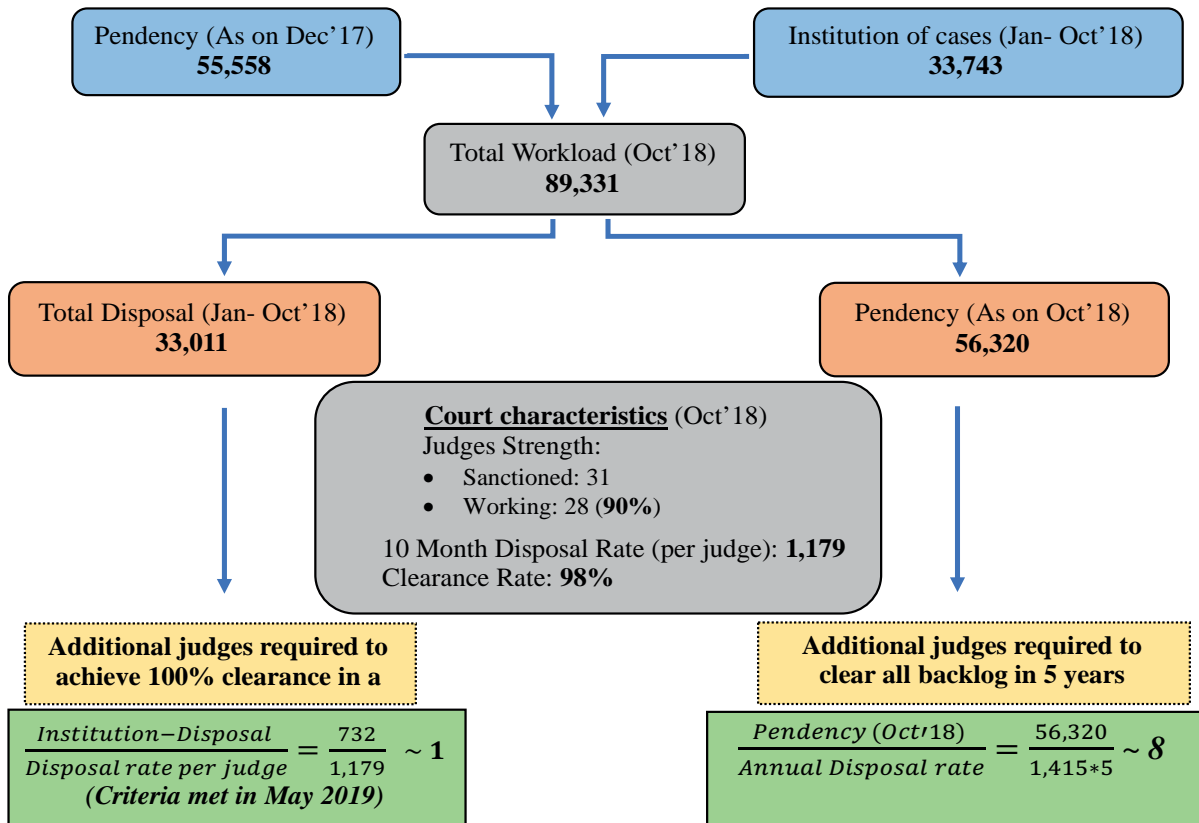 Pendency (As on Dec’17)
55,558
Institution of cases (Jan- Oct’18)
33,743
Total Workload (Oct’18)
89,331
Total Disposal (Jan- Oct’18)
33,011
Pendency (As on Oct’18)
56,320
Court characteristics (Oct’18)
Judges Strength:
• Sanctioned: 31
• Working: 28 (90%)
10 Month Disposal Rate (per judge): 1,179
Clearance Rate: 98%
Additional judges required to
achieve 100% clearance in a
Additional judges required to
clear all backlog in 5 years
Institution−Disposal / Disposal rate per judge = 732 / 1,179 ~ 1
(Criteria met in May 2019)
Pendency (Oct′18) / Annual Disposal rate = 56,320 / 1,415*5 ~ 8